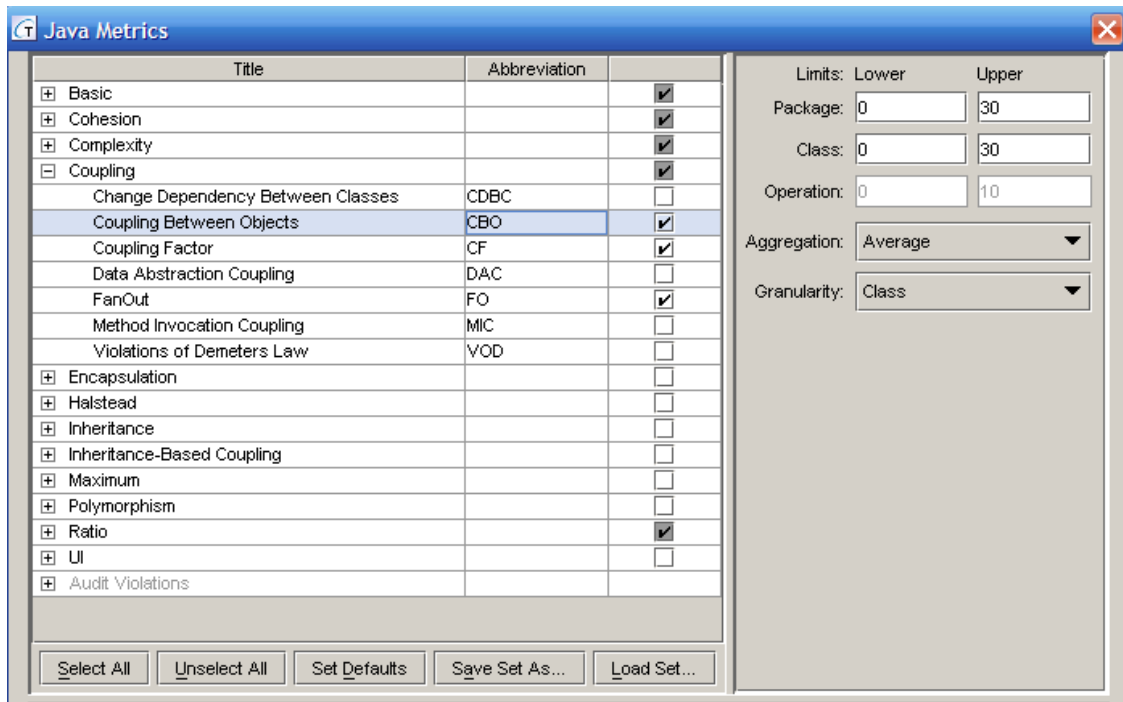 Java Metrics
Title Abbreviation
Basic
Cohesion
Complexity
Coupling
Change Dependency Between Classes CDBC
Coupling Between Objects CBO
Coupling Factor CF
Data Abstraction Coupling DAC
FanOut FO
Method Invocation Coupling MIC
Violations of Demeters Law VOD
Encapsulation
Halstead
Inheritance
Inheritance-Based Coupling
Maximum
Polymorphism
Ratio
UI
Audit Violations
Select All Unselect All Set Defaults Save Set As... Load Set...
Limits: Lower Upper
Package: 0 30
Class: 0 30
Operation: 0 10
Aggregation: Average
Granularity: Class